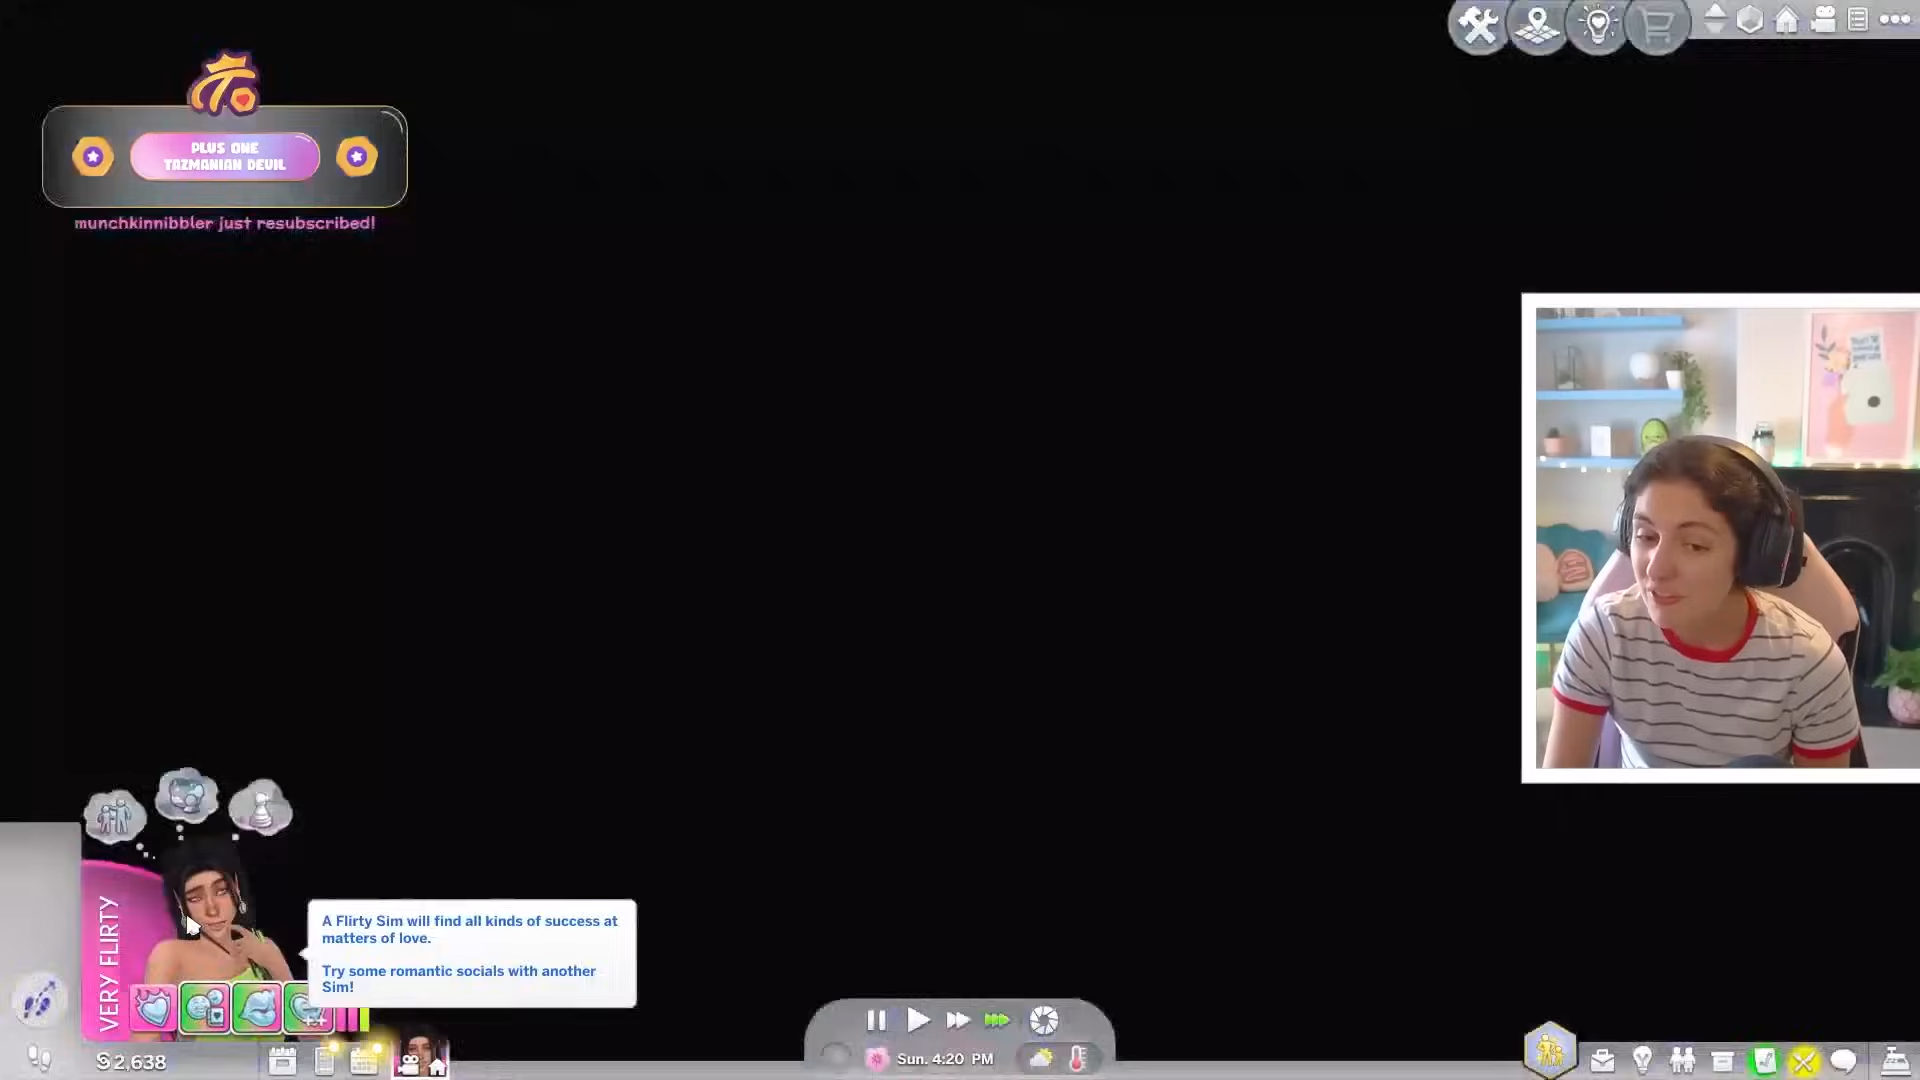 PLUS ONE
TAZMANIAN DEVIL
munchkinnibbler just resubscribed!
A Flirty Sim will find all kinds of success at
matters of love.
Try some romantic socials with another
Sim!
VERY FLIRTY
2,638
Sun. 4:20 PM